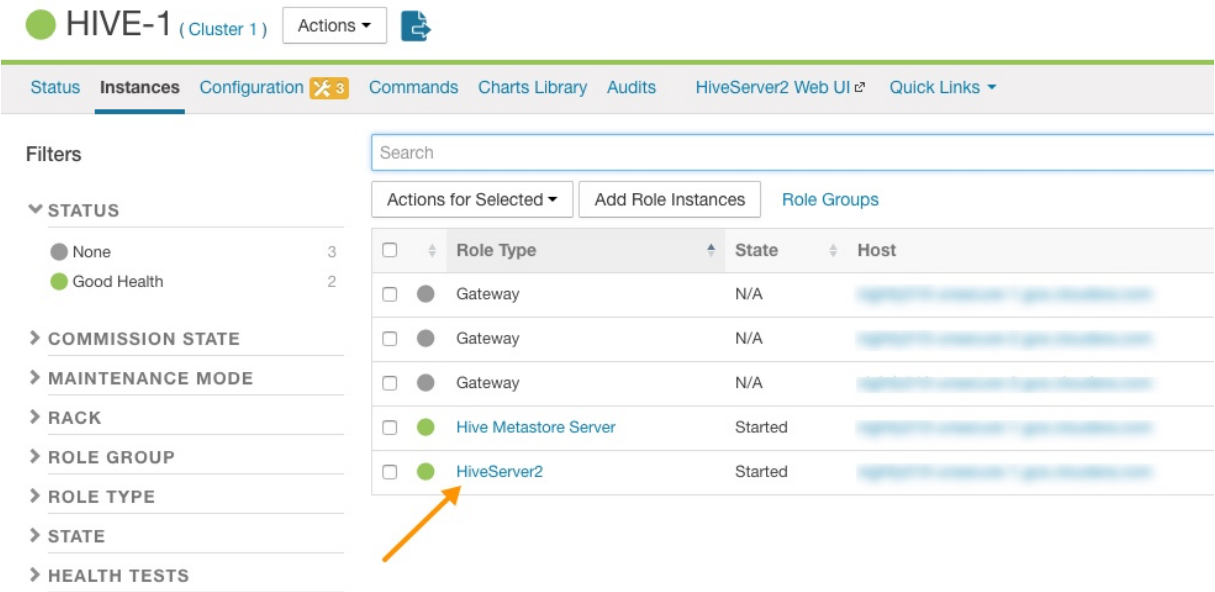 HIVE-1 ( Cluster 1 ) Actions
Status Instances Configuration 3 Commands Charts Library Audits HiveServer2 Web UI Quick Links
Filters
Search
Actions for Selected Add Role Instances Role Groups
STATUS
None 3
Good Health 2
COMMISSION STATE
MAINTENANCE MODE
RACK
ROLE GROUP
ROLE TYPE
STATE
HEALTH TESTS
Role Type State Host
Gateway N/A
Gateway N/A
Gateway N/A
Hive Metastore Server Started
HiveServer2 Started